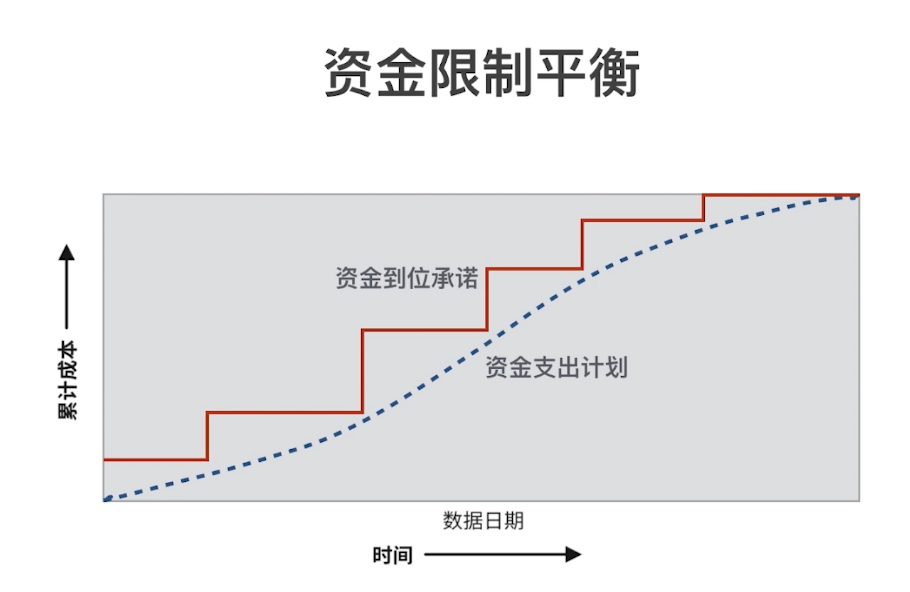 资金限制平衡
资金到位承诺
资金支出计划
累计成本
数据日期
时间